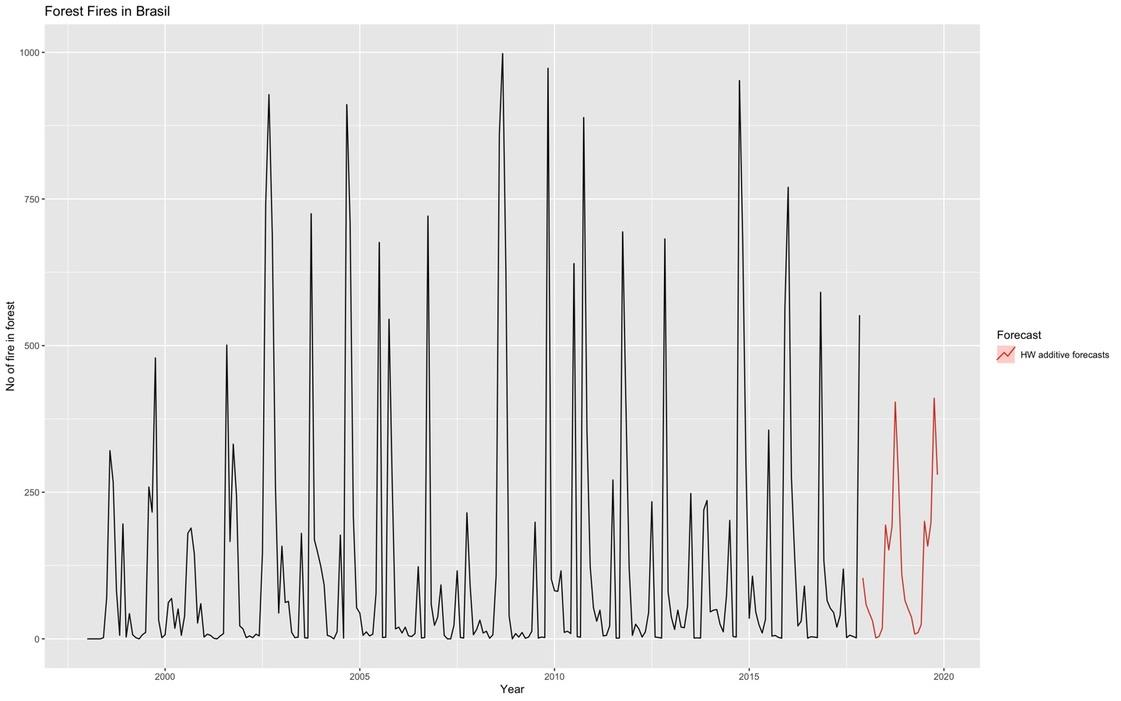 Forest Fires in Brasil
1000
750
500
250
0
No of fire in forest
2000 2005 2010 2015 2020
Year
Forecast
HW additive forecasts